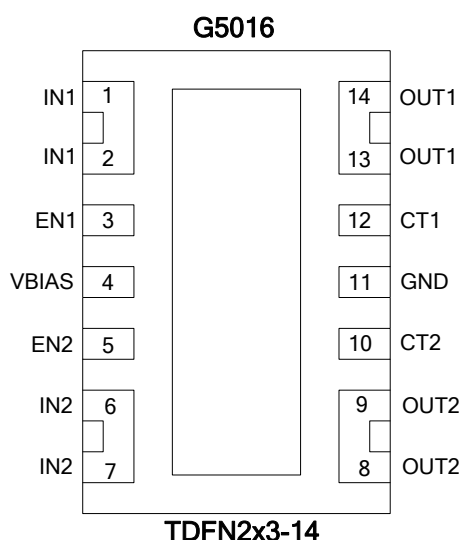 G5016
IN1 1 14 OUT1
IN1 2 13 OUT1
EN1 3 12 CT1
VBIAS 4 11 GND
EN2 5 10 CT2
IN2 6 9 OUT2
IN2 7 8 OUT2
TDFN2x3-14